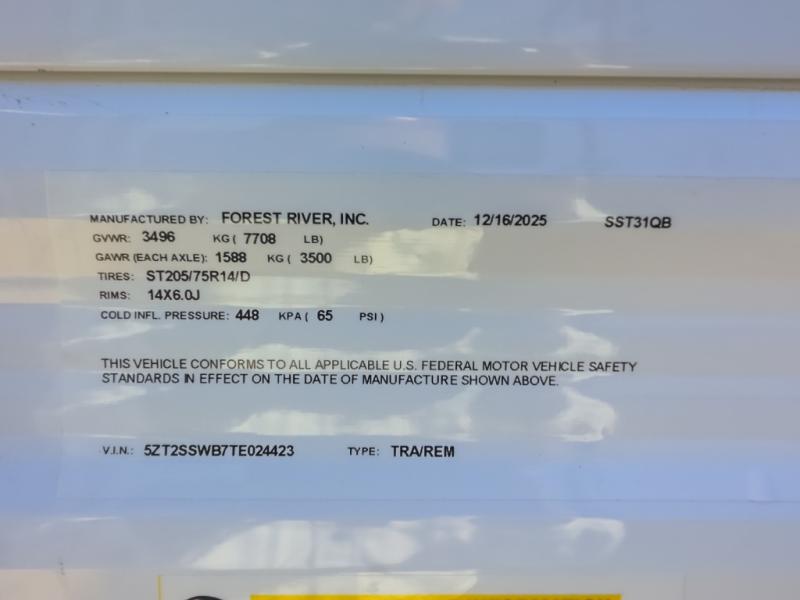 MANUFACTURED BY: FOREST RIVER, INC. DATE: 12/16/2025 SST31QB
GVWR: 3496 KG ( 7708 LB)
GAWR (EACH AXLE): 1588 KG ( 3500 LB)
TIRES: ST205/75R14/D
RIMS: 14X6.0J
COLD INFL. PRESSURE: 448 KPA ( 65 PSI )
THIS VEHICLE CONFORMS TO ALL APPLICABLE U.S. FEDERAL MOTOR VEHICLE SAFETY
STANDARDS IN EFFECT ON THE DATE OF MANUFACTURE SHOWN ABOVE.
V.I.N.: 5ZT2SSWB7TE024423 TYPE: TRA/REM